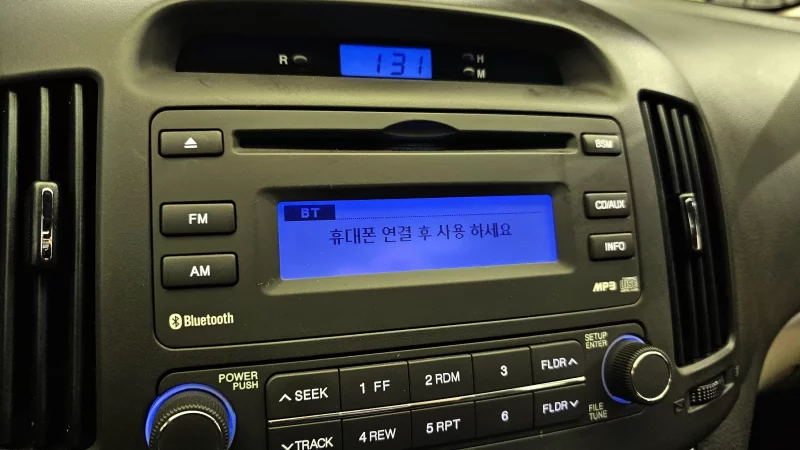 R
131
H
M
BSM
FM
CD/AUX
BT
휴대폰 연결 후 사용 하세요
AM
INFO
MP3
Bluetooth
POWER
PUSH
SETUP
ENTER
SEEK
1 FF
2 RDM
3
FLDR
TRACK
4 REW
5 RPT
6
FLDR
FILE
TUNE